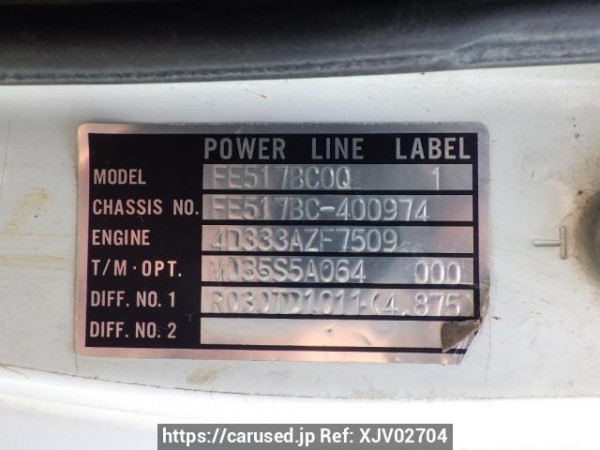 POWER LINE LABEL
MODEL FE517BC0Q 1
CHASSIS NO. FE517BC-400974
ENGINE 4D333AZF7509
T/M·OPT. M035S5A064 000
DIFF. NO. 1 R030TD1011-(4.875)
DIFF. NO. 2
https://carused.jp Ref: XJV02704